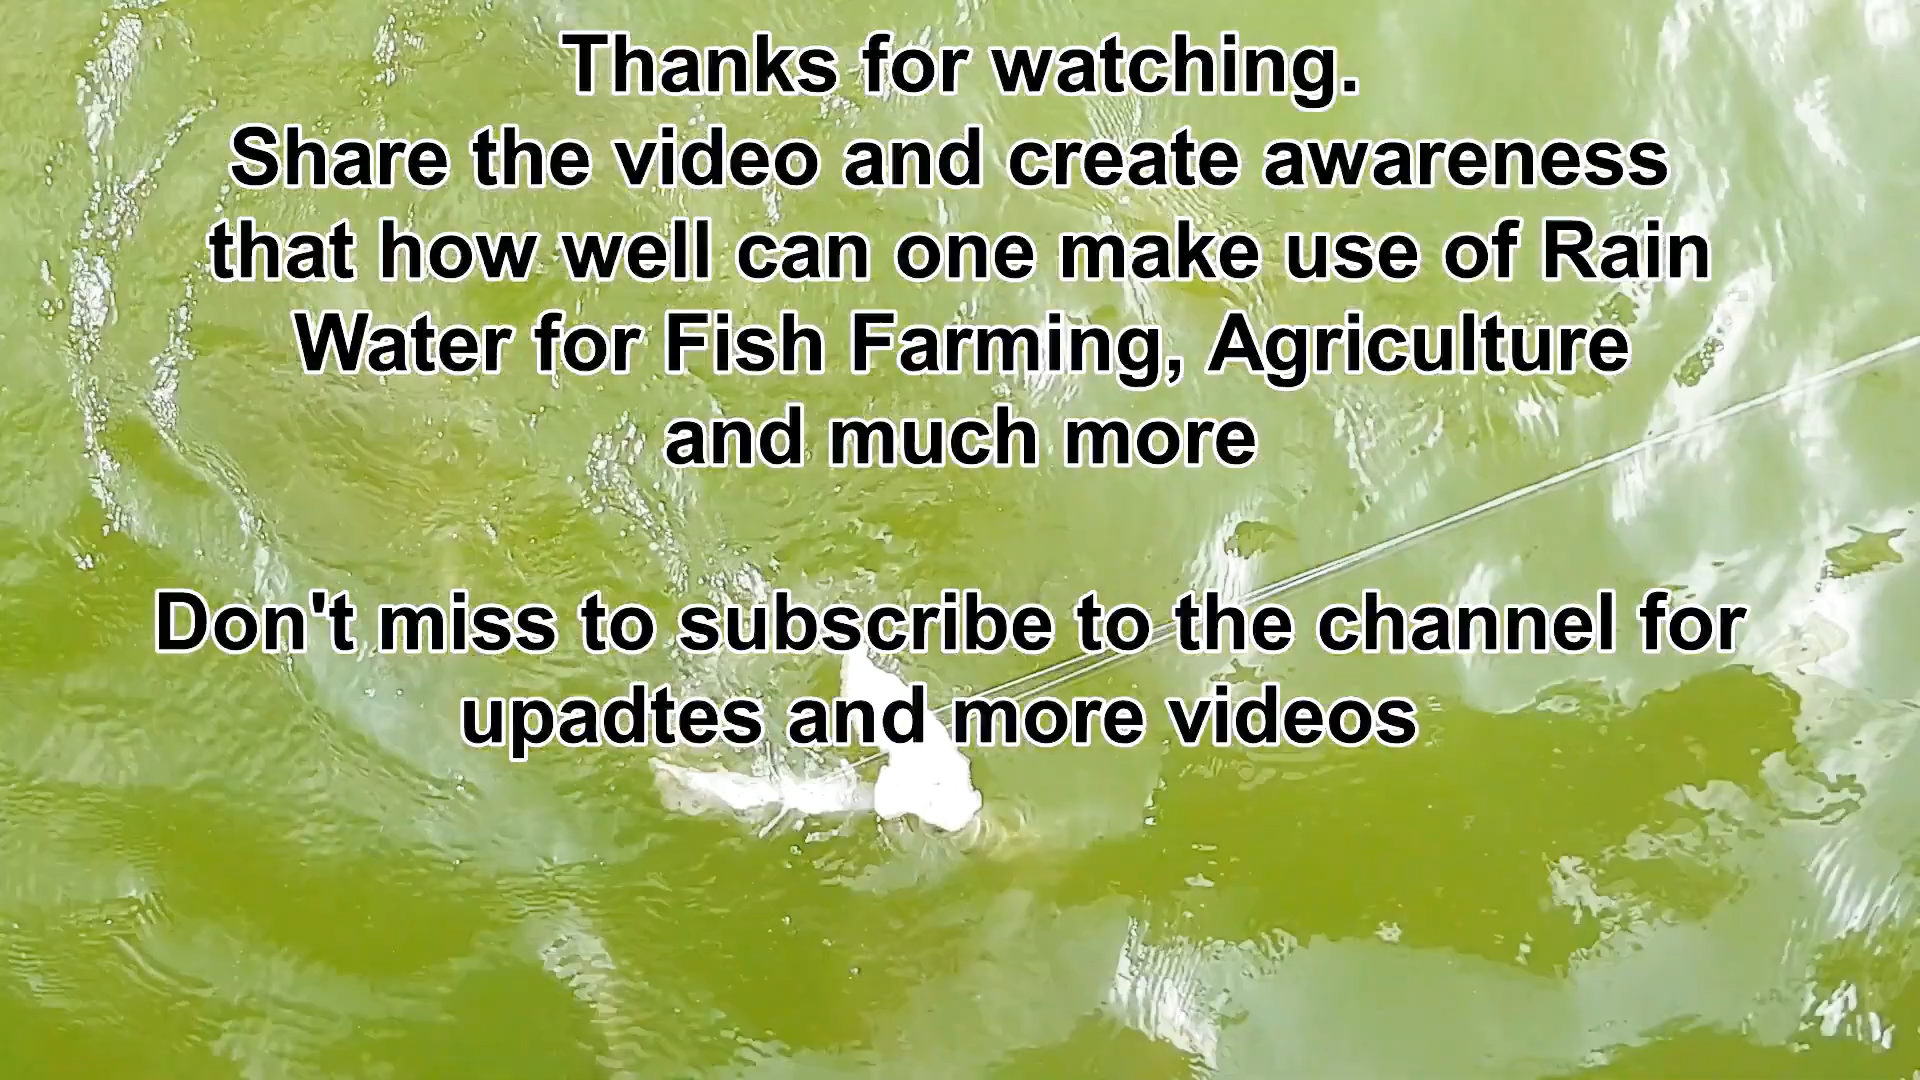 Thanks for watching.
Share the video and create awareness
that how well can one make use of Rain
Water for Fish Farming, Agriculture
and much more
Don't miss to subscribe to the channel for
upadtes and more videos